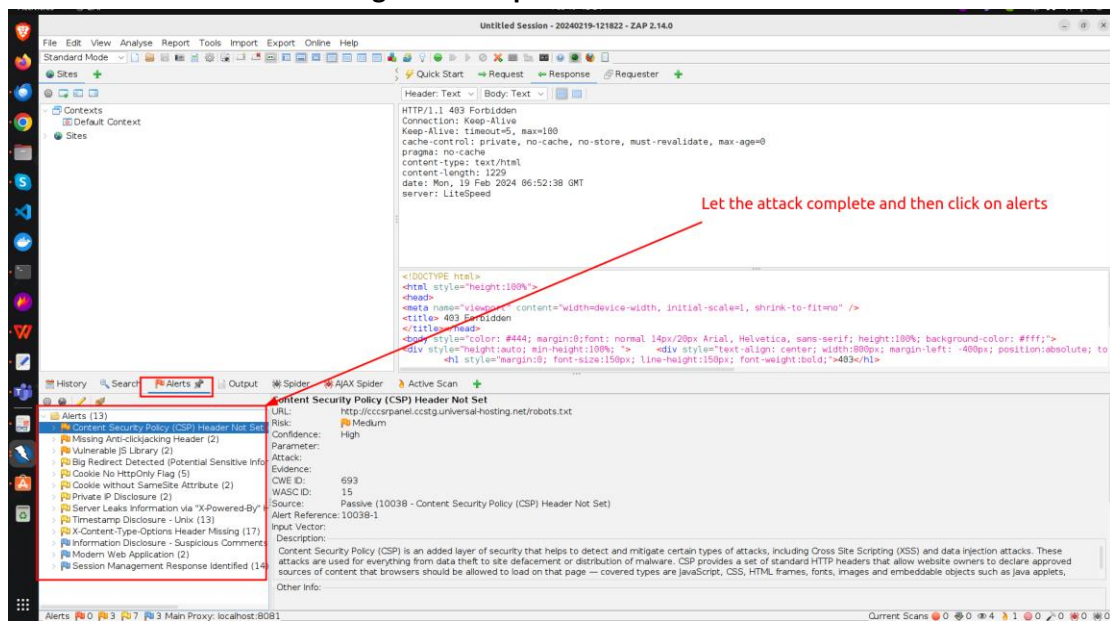 Untitled Session - 20240219-121822 - ZAP 2.14.0
File Edit View Analyse Report Tools Import Export Online Help
Standard Mode
Sites
Quick Start Request Response Requester
Header: Text Body: Text
Contexts
Default Context
Sites
HTTP/1.1 403 Forbidden
Connection: Keep-Alive
Keep-Alive: timeout=5, max=100
cache-control: private, no-cache, no-store, must-revalidate, max-age=0
pragma: no-cache
content-type: text/html
content-length: 1229
date: Mon, 19 Feb 2024 06:52:38 GMT
server: LiteSpeed
Let the attack complete and then click on alerts
<!DOCTYPE html>
<html style="height:100%">
<head>
<meta name="viewport" content="width=device-width, initial-scale=1, shrink-to-fit=no" />
<title> 403 Forbidden
</title></head>
<body style="color: #444; margin:0;font: normal 14px/20px Arial, Helvetica, sans-serif; height:100%; background-color: #fff;">
<div style="height:auto; min-height:100%; "> <div style="text-align: center; width:800px; margin-left: -400px; position:absolute; to
<h1 style="margin:0; font-size:150px; line-height:150px; font-weight:bold;">403</h1>
History Search Alerts Output Spider AJAX Spider Active Scan
Alerts (13)
Content Security Policy (CSP) Header Not Set
Missing Anti-clickjacking Header (2)
Vulnerable JS Library (2)
Big Redirect Detected (Potential Sensitive Info
Cookie No HttpOnly Flag (5)
Cookie without SameSite Attribute (2)
Private IP Disclosure (2)
Server Leaks Information via "X-Powered-By"
Timestamp Disclosure - Unix (13)
X-Content-Type-Options Header Missing (17)
Information Disclosure - Suspicious Comments
Modern Web Application (2)
Session Management Response Identified (14)
Content Security Policy (CSP) Header Not Set
URL: http://cccsrpanel.ccstg.universal-hosting.net/robots.txt
Risk: Medium
Confidence: High
Parameter:
Attack:
Evidence:
CWE ID: 693
WASC ID: 15
Source: Passive (10038 - Content Security Policy (CSP) Header Not Set)
Alert Reference: 10038-1
Input Vector:
Description:
Content Security Policy (CSP) is an added layer of security that helps to detect and mitigate certain types of attacks, including Cross Site Scripting (XSS) and data injection attacks. These
attacks are used for everything from data theft to site defacement or distribution of malware. CSP provides a set of standard HTTP headers that allow website owners to declare approved
sources of content that browsers should be allowed to load on that page — covered types are JavaScript, CSS, HTML frames, fonts, images and embeddable objects such as java applets,
Other Info:
Alerts 0 3 7 3 Main Proxy: localhost:8081
Current Scans 0 0 4 1 0 0 0 0